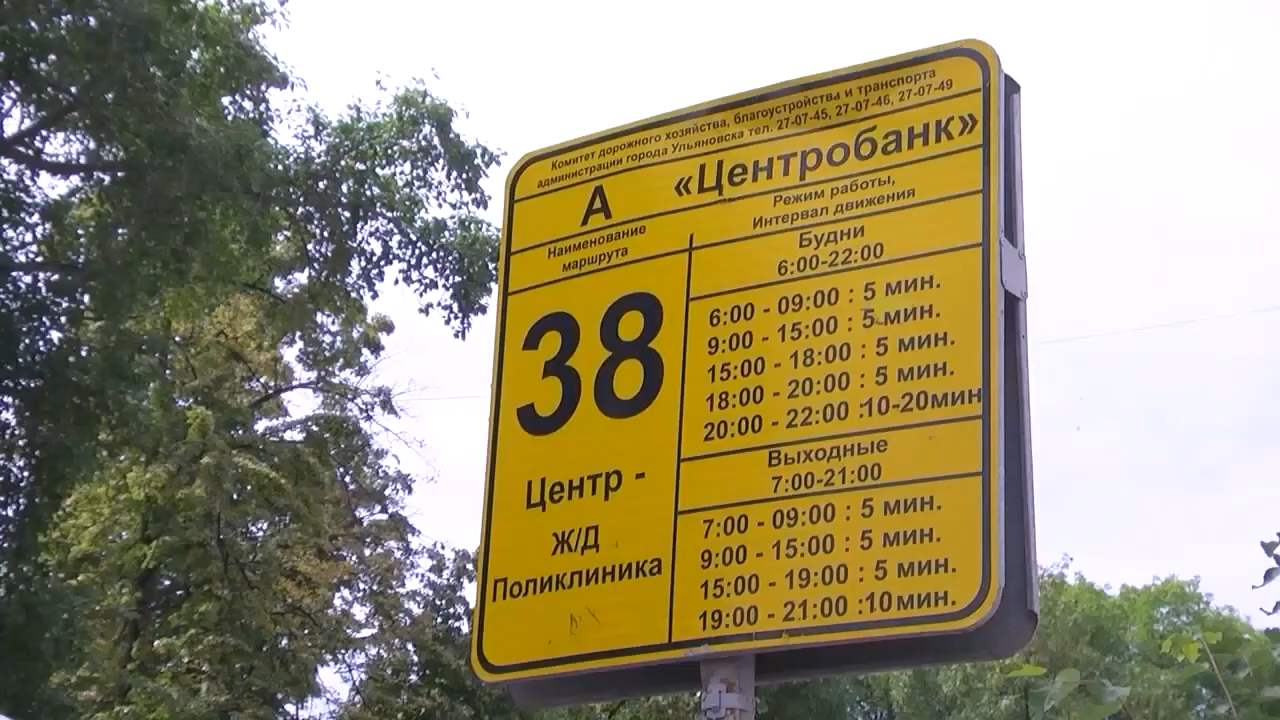 Комитет дорожного хозяйства, благоустройства и транспорта
администрации города Ульяновска тел. 27-07-45, 27-07-46, 27-07-49
А «Центробанк»
Наименование
маршрута
Режим работы,
Интервал движения
38
Центр -
Ж/Д
Поликлиника
Будни
6:00-22:00
6:00 - 09:00 : 5 мин.
9:00 - 15:00 : 5 мин.
15:00 - 18:00 : 5 мин.
18:00 - 20:00 : 5 мин.
20:00 - 22:00 :10-20мин
Выходные
7:00-21:00
7:00 - 09:00 : 5 мин.
9:00 - 15:00 : 5 мин.
15:00 - 19:00 : 5 мин.
19:00 - 21:00 :10мин.